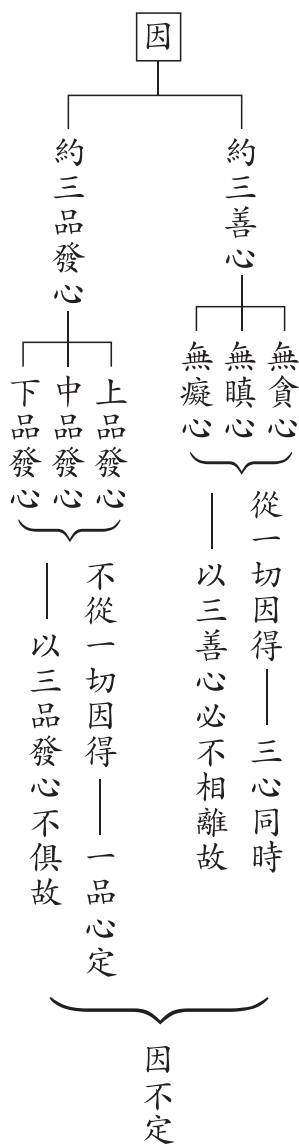 因
約三善心
無貪心
無瞋心
無癡心
從一切因得——三心同時
——以三善心必不相離故
約三品發心
上品發心
中品發心
下品發心
不從一切因得——一品心定
——以三品發心不俱故
因不定